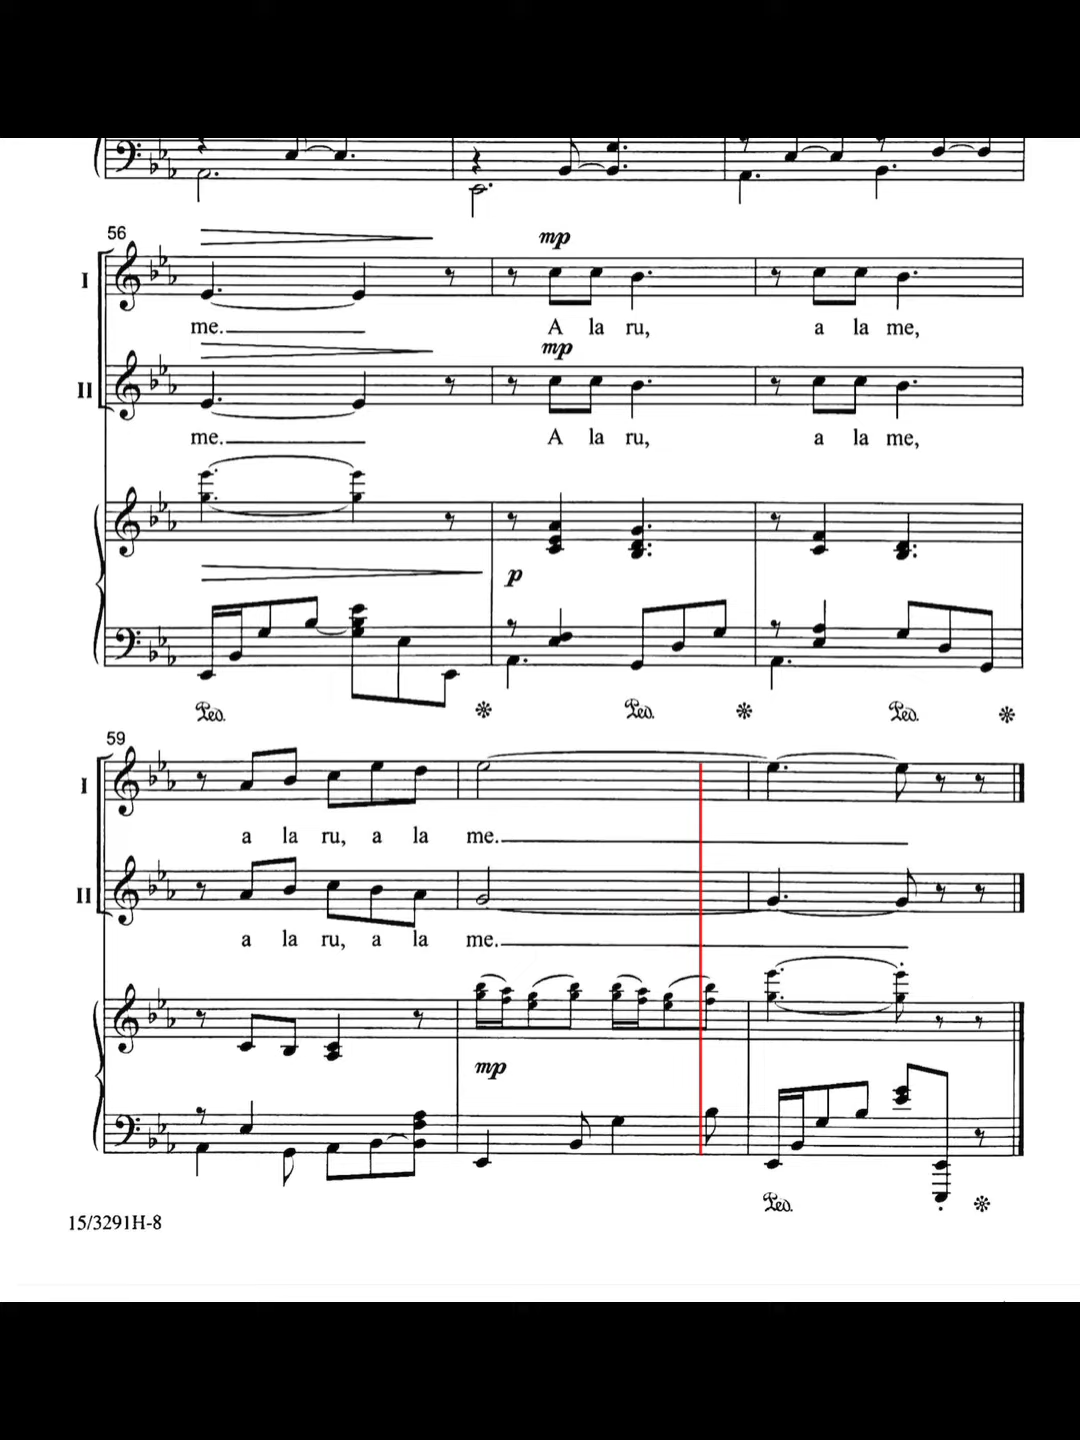 56
mp
I
me. A la ru, a la me,
mp
II
me. A la ru, a la me,
p
Ped. Ped. Ped.
59
I
a la ru, a la me.
II
a la ru, a la me.
mp
Ped.
15/3291H-8